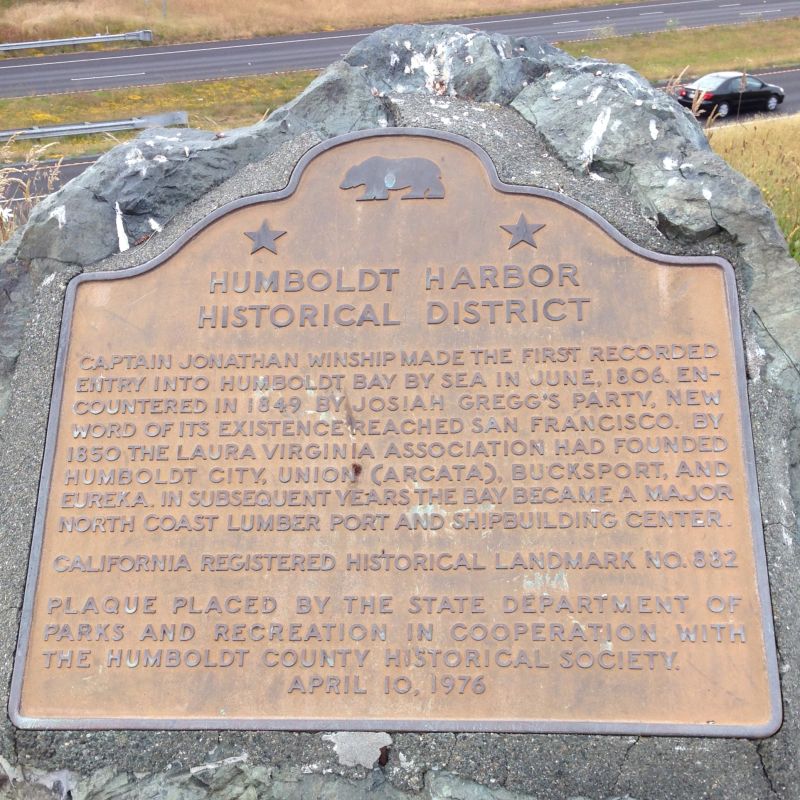 HUMBOLDT HARBOR
HISTORICAL DISTRICT
CAPTAIN JONATHAN WINSHIP MADE THE FIRST RECORDED
ENTRY INTO HUMBOLDT BAY BY SEA IN JUNE, 1806. EN-
COUNTERED IN 1849 BY JOSIAH GREGG'S PARTY, NEW
WORD OF ITS EXISTENCE REACHED SAN FRANCISCO. BY
1850 THE LAURA VIRGINIA ASSOCIATION HAD FOUNDED
HUMBOLDT CITY, UNION (ARCATA), BUCKSPORT, AND
EUREKA. IN SUBSEQUENT YEARS THE BAY BECAME A MAJOR
NORTH COAST LUMBER PORT AND SHIPBUILDING CENTER.
CALIFORNIA REGISTERED HISTORICAL LANDMARK NO. 882
PLAQUE PLACED BY THE STATE DEPARTMENT OF
PARKS AND RECREATION IN COOPERATION WITH
THE HUMBOLDT COUNTY HISTORICAL SOCIETY.
APRIL 10, 1976